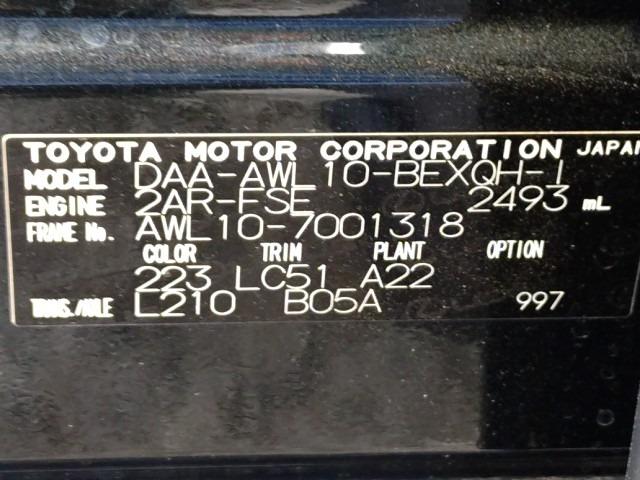 TOYOTA MOTOR CORPORATION JAPAN
MODEL DAA-AWL10-BEXQH-I
ENGINE 2AR-FSE 2493 mL
FRAME No. AWL10-7001318
COLOR TRIM PLANT OPTION
223 LC51 A22
TRANS./AXLE L210 B05A 997